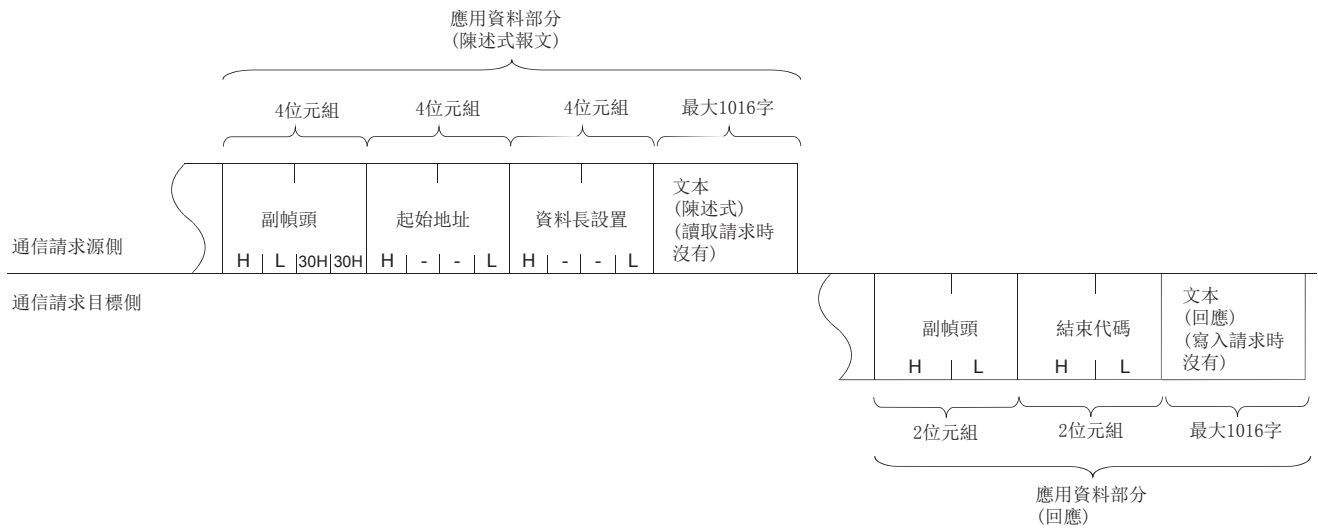 應用資料部分
(陳述式報文)
4位元組 4位元組 4位元組 最大1016字
副幀頭 起始地址 資料長設置
文本
(陳述式)
(讀取請求時
沒有)
H L 30H 30H H - - L H - - L
通信請求源側
通信請求目標側
副幀頭 結束代碼
文本
(回應)
(寫入請求時
沒有)
H L H L
2位元組 2位元組 最大1016字
應用資料部分
(回應)